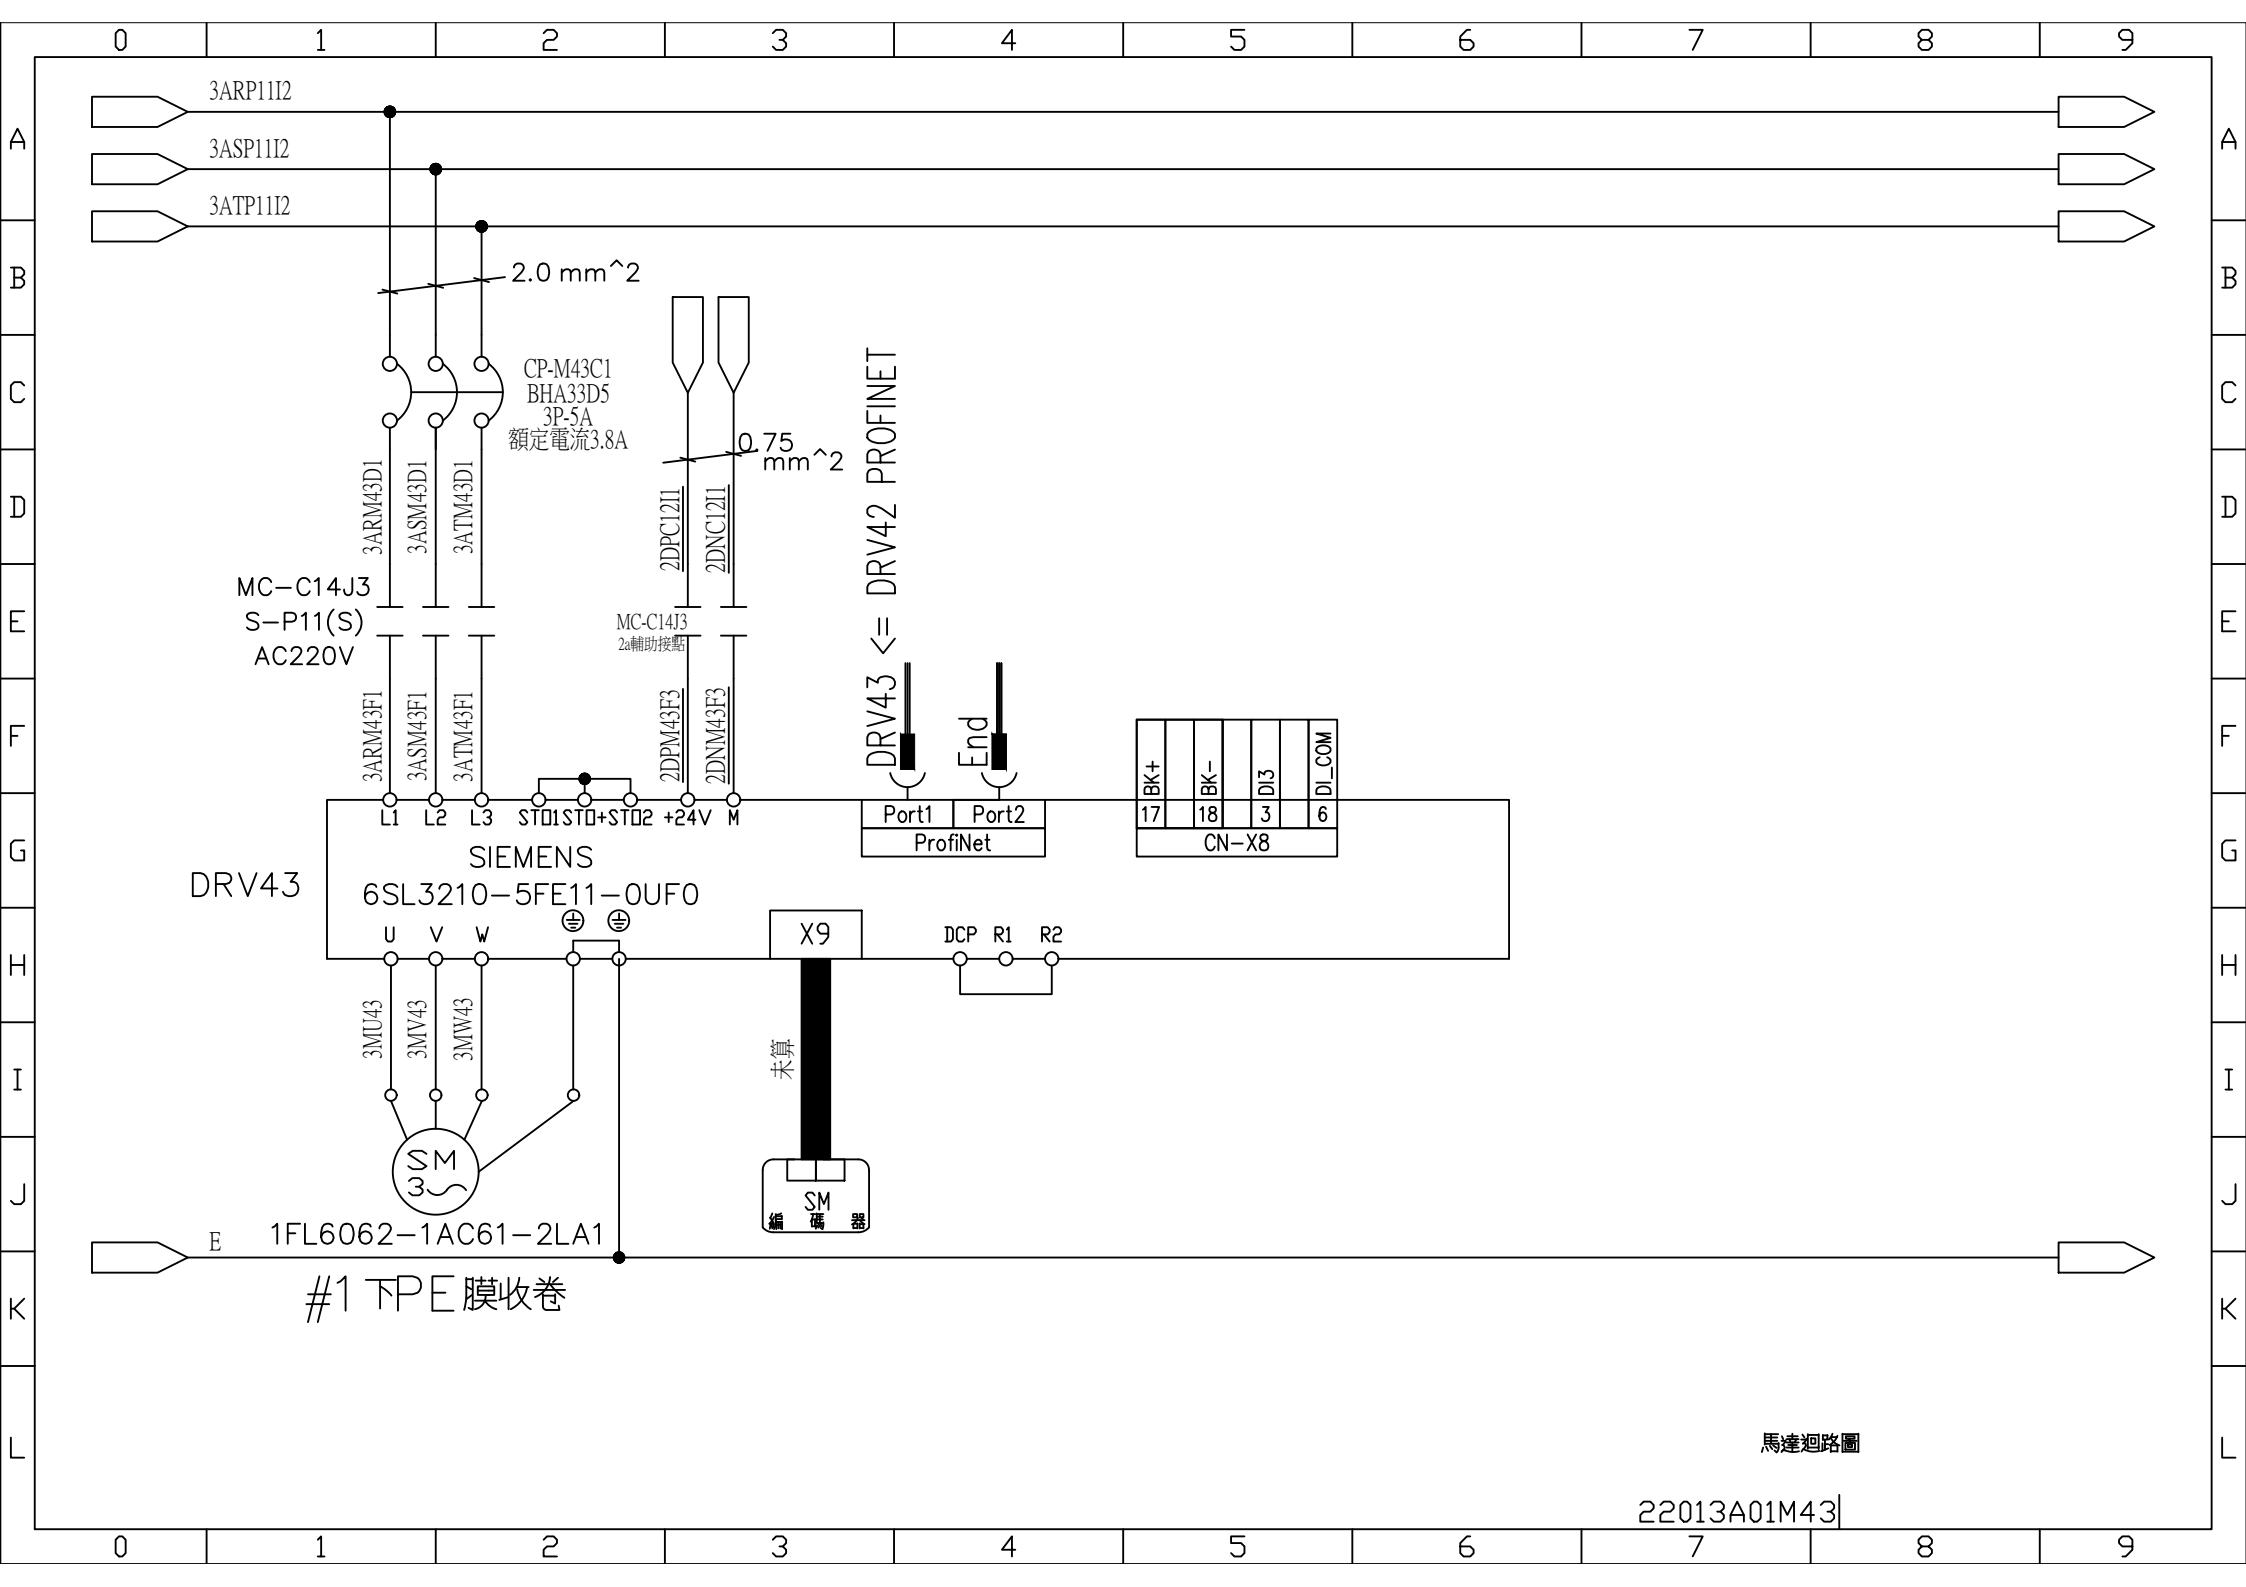 0 1 2 3 4 5 6 7 8 9
A A
3ARP11I2
3ASP11I2
3ATP11I2
B B
2.0 mm^2
C C
CP-M43C1
BHA33D5
3P-5A
額定電流3.8A
0.75
mm^2
D D
3ARM43D1
3ASM43D1
3ATM43D1
2DPC12I1
2DNC12I1
DRV43 <= DRV42 PROFINET
End
E E
MC-C14J3
S-P11(S)
AC220V
MC-C14J3
2a輔助接點
F F
3ARM43F1
3ASM43F1
3ATM43F1
2DPM43F3
2DNM43F3
BK+
BK-
DI3
DI_COM
G G
L1 L2 L3 STO1 STO+ STO2 +24V M
Port1 Port2
ProfiNet
17 18 3 6
CN-X8
SIEMENS
6SL3210-5FE11-0UF0
DRV43
H H
U V W
X9
DCP R1 R2
3MU43
3MV43
3MW43
未算
I I
J J
SM
3
SM
編 碼 器
1FL6062-1AC61-2LA1
E
K K
#1 下PE膜收卷
L L
馬達迴路圖
22013A01M43
0 1 2 3 4 5 6 7 8 9